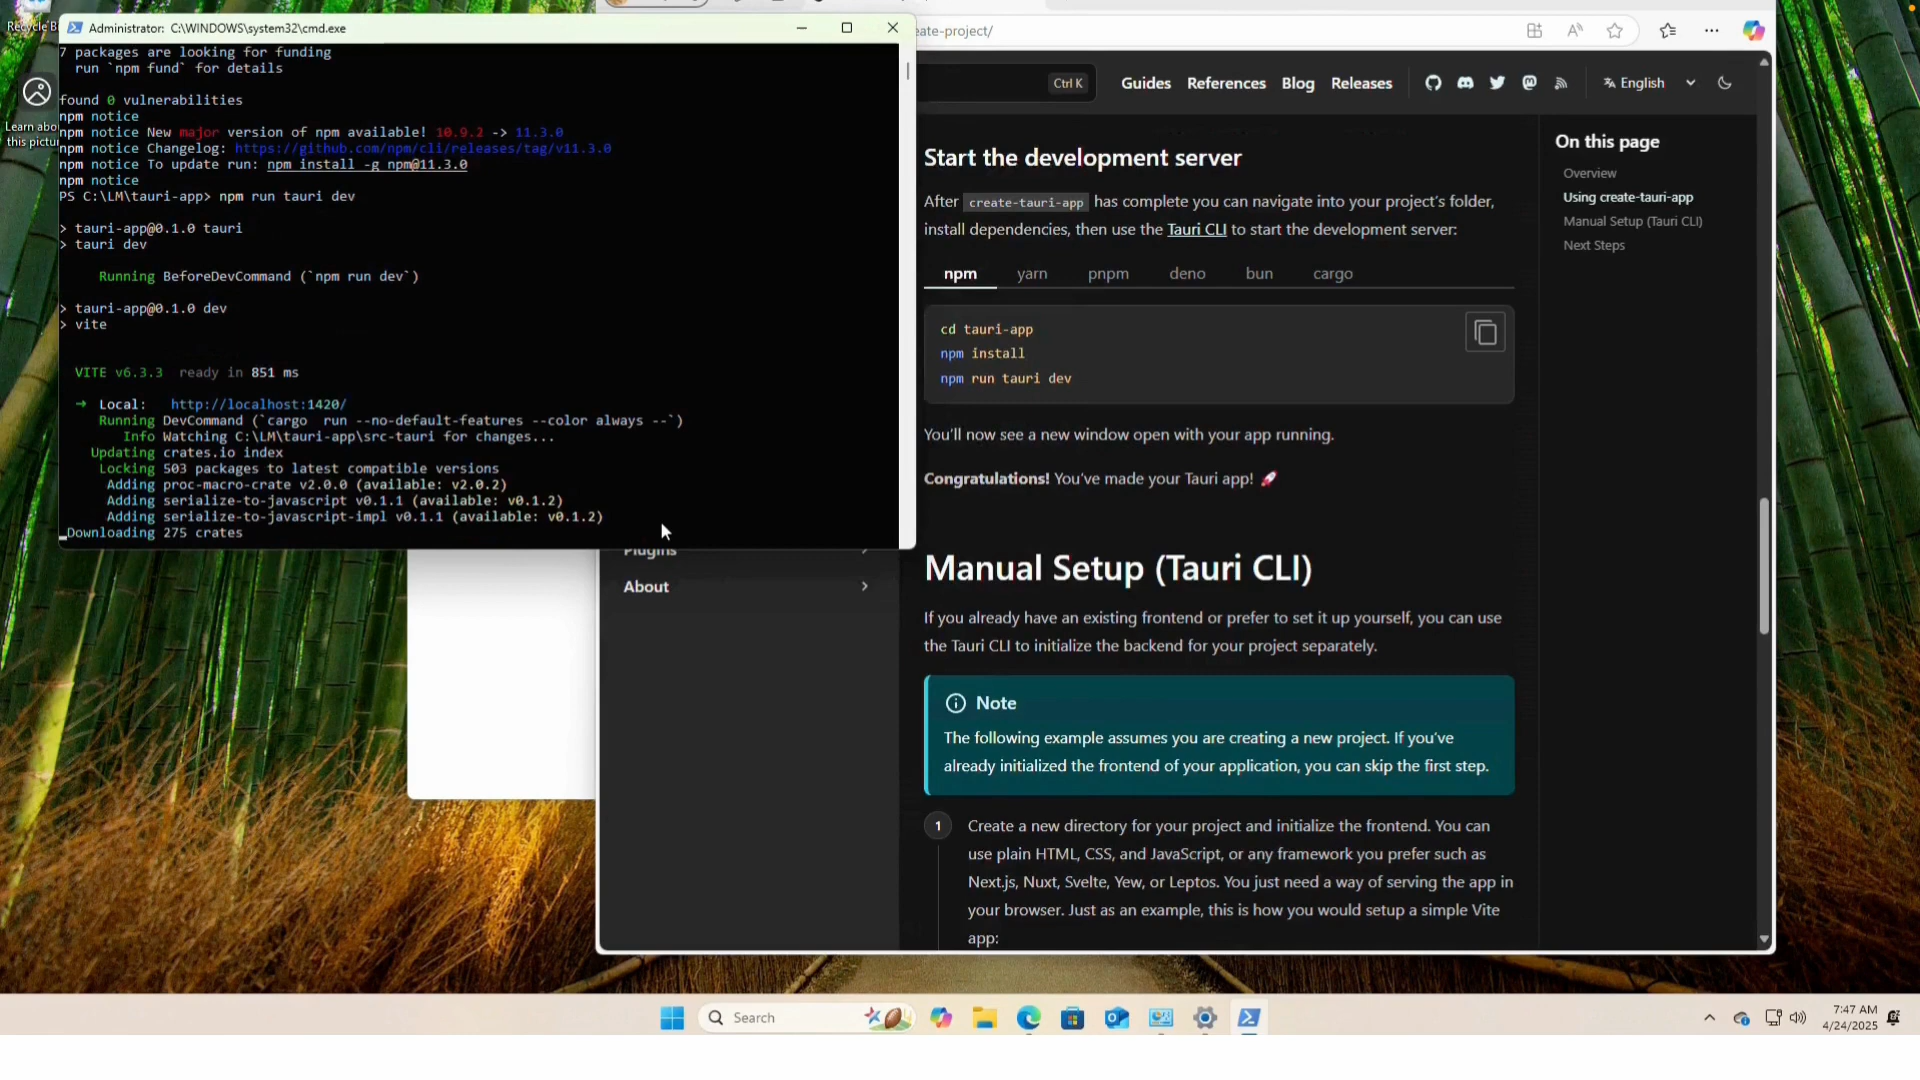 Recycle B
Learn abo
this pictur
Administrator: C:\WINDOWS\system32\cmd.exe
7 packages are looking for funding
run `npm fund` for details
found 0 vulnerabilities
npm notice
npm notice New major version of npm available! 10.9.2 -> 11.3.0
npm notice Changelog: https://github.com/npm/cli/releases/tag/v11.3.0
npm notice To update run: npm install -g npm@11.3.0
npm notice
PS C:\LM\tauri-app> npm run tauri dev
> tauri-app@0.1.0 tauri
> tauri dev
Running BeforeDevCommand (`npm run dev`)
> tauri-app@0.1.0 dev
> vite
VITE v6.3.3 ready in 851 ms
➜ Local: http://localhost:1420/
Running DevCommand (`cargo run --no-default-features --color always --`)
Info Watching C:\LM\tauri-app\src-tauri for changes...
Updating crates.io index
Locking 503 packages to latest compatible versions
Adding proc-macro-crate v2.0.0 (available: v2.0.2)
Adding serialize-to-javascript v0.1.1 (available: v0.1.2)
Adding serialize-to-javascript-impl v0.1.1 (available: v0.1.2)
Downloading 275 crates
eate-project/
Ctrl K
Guides References Blog Releases
English
Plugins
About
Start the development server
After create-tauri-app has complete you can navigate into your project's folder,
install dependencies, then use the Tauri CLI to start the development server:
npm yarn pnpm deno bun cargo
cd tauri-app
npm install
npm run tauri dev
You'll now see a new window open with your app running.
Congratulations! You've made your Tauri app! 🚀
Manual Setup (Tauri CLI)
If you already have an existing frontend or prefer to set it up yourself, you can use
the Tauri CLI to initialize the backend for your project separately.
Note
The following example assumes you are creating a new project. If you've
already initialized the frontend of your application, you can skip the first step.
1 Create a new directory for your project and initialize the frontend. You can
use plain HTML, CSS, and JavaScript, or any framework you prefer such as
Next.js, Nuxt, Svelte, Yew, or Leptos. You just need a way of serving the app in
your browser. Just as an example, this is how you would setup a simple Vite
app:
On this page
Overview
Using create-tauri-app
Manual Setup (Tauri CLI)
Next Steps
Search
7:47 AM
4/24/2025